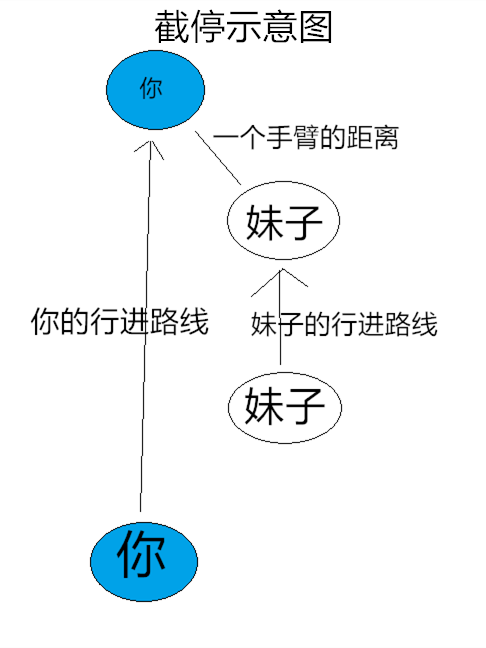 截停示意图
你
一个手臂的距离
妹子
你的行进路线
妹子的行进路线
妹子
你